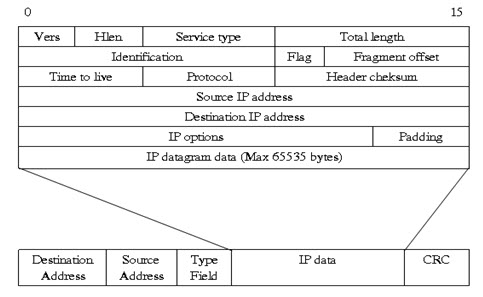 0 15
Vers Hlen Service type Total length
Identification Flag Fragment offset
Time to live Protocol Header cheksum
Source IP address
Destination IP address
IP options Padding
IP datagram data (Max 65535 bytes)
Destination Address Source Address Type Field IP data CRC